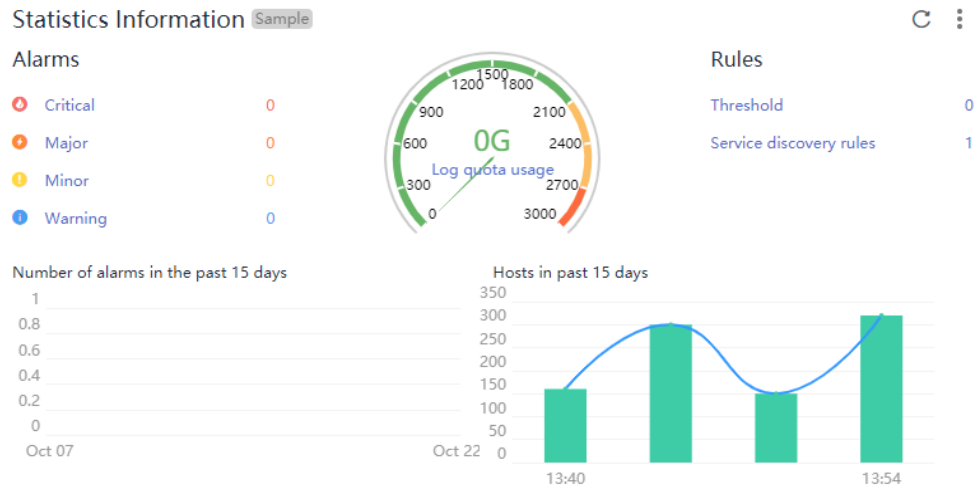 Statistics Information Sample
Alarms
Critical 0
Major 0
Minor 0
Warning 0
0
300
600
900
1200
1500
1800
2100
2400
2700
3000
0G
Log quota usage
Rules
Threshold 0
Service discovery rules 1
Number of alarms in the past 15 days
1
0.8
0.6
0.4
0.2
0
Oct 07 Oct 22
Hosts in past 15 days
350
300
250
200
150
100
50
0
13:40 13:54